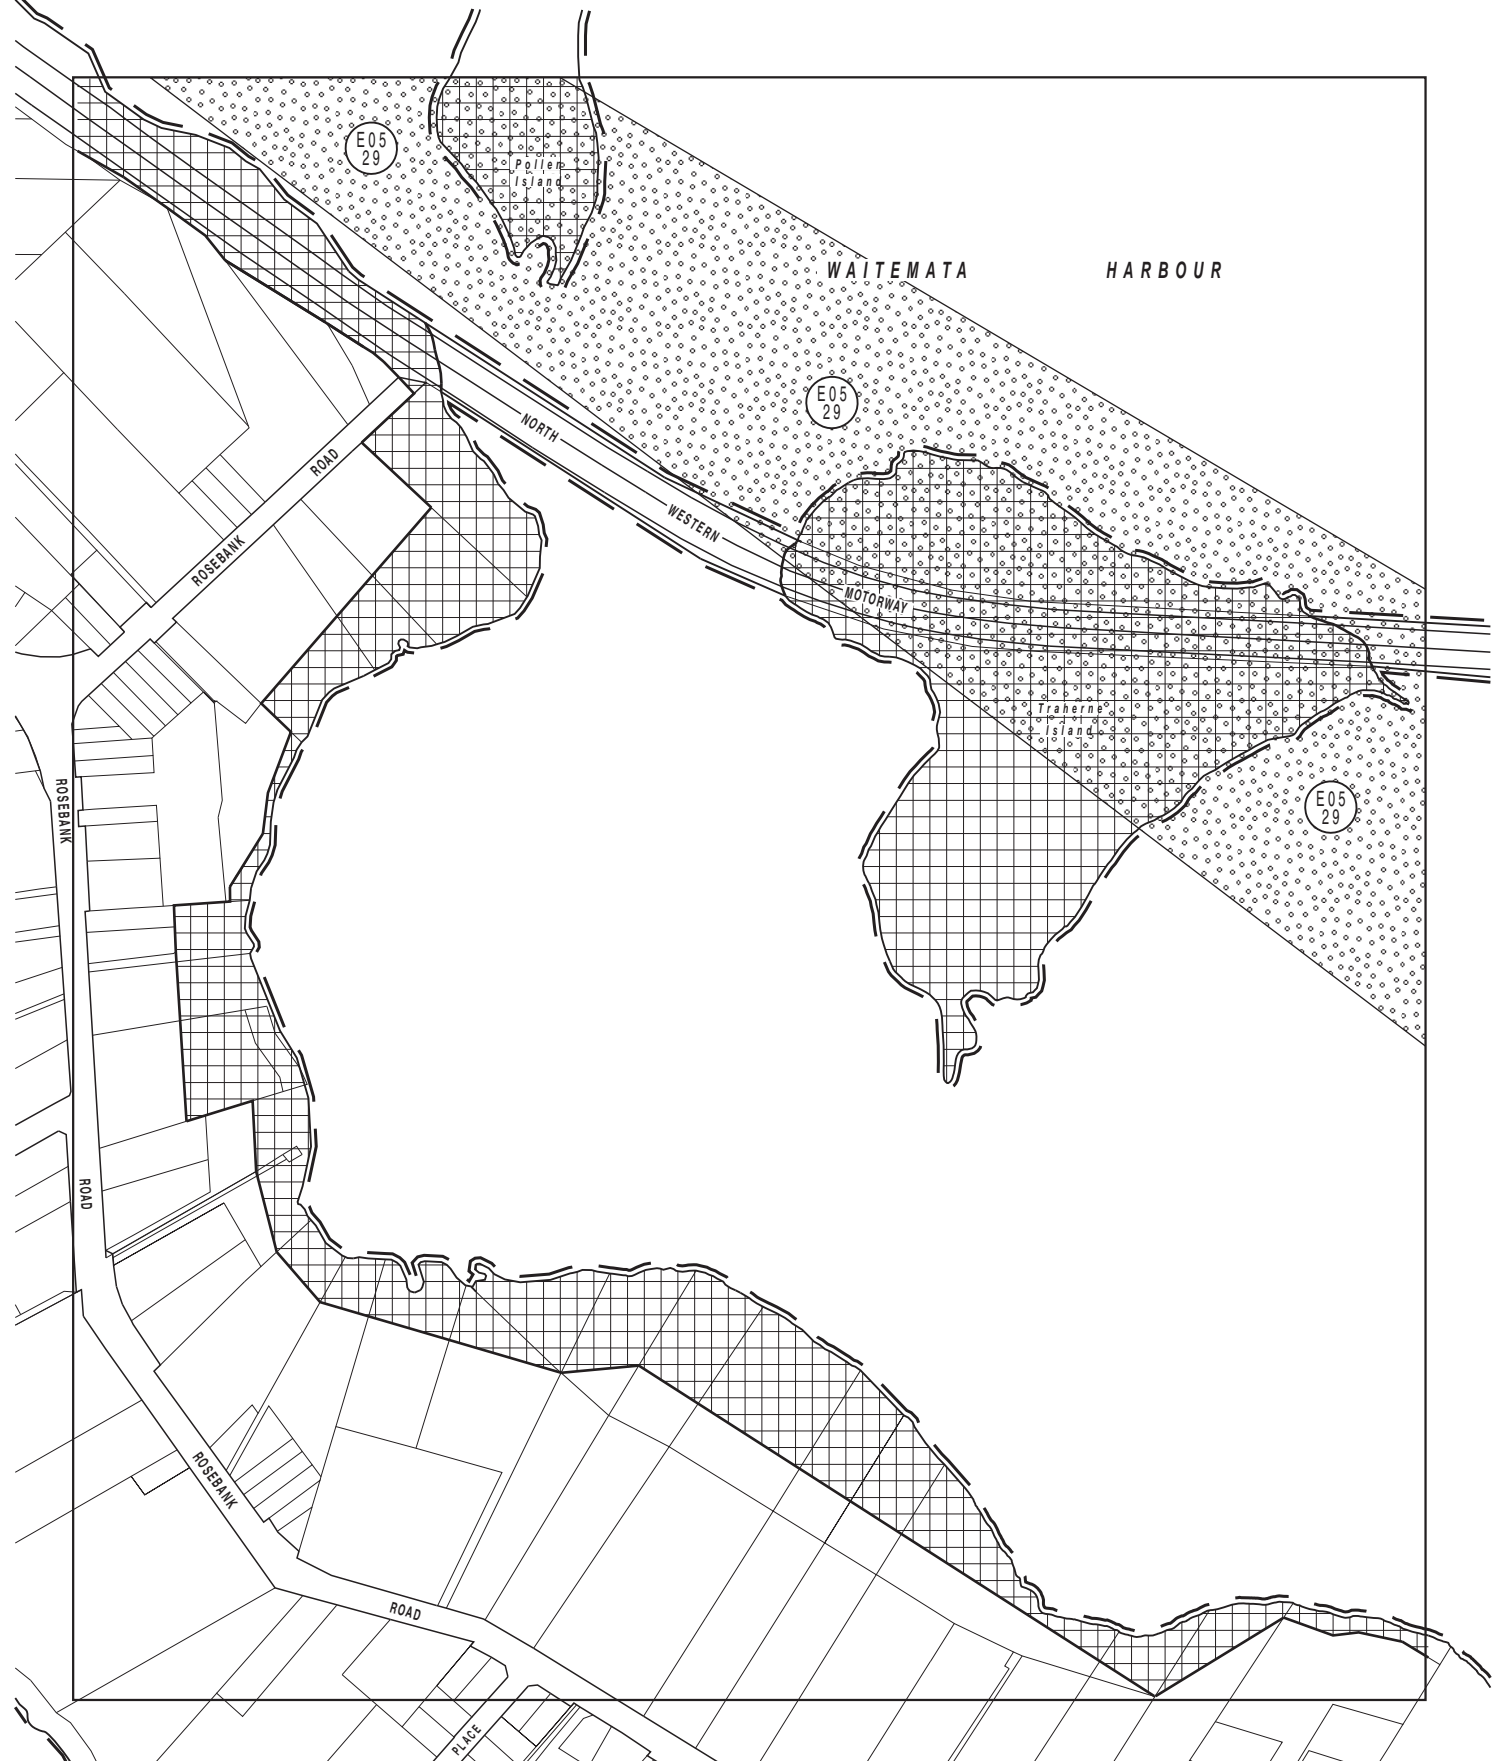 E05
29
Pollen
Island
WAITEMATA HARBOUR
E05
29
NORTH
ROAD
WESTERN
ROSEBANK
MOTORWAY
Traherne
Island
ROSEBANK
E05
29
ROAD
ROSEBANK
ROAD
PLACE